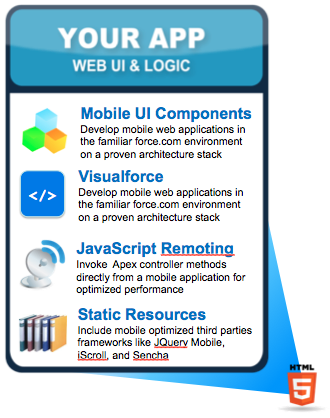 YOUR APP
WEB UI & LOGIC
Mobile UI Components
Develop mobile web applications in
the familiar force.com environment
on a proven architecture stack
</>
Visualforce
Develop mobile web applications in
the familiar force.com environment
on a proven architecture stack
JavaScript Remoting
Invoke Apex controller methods
directly from a mobile application for
optimized performance
Static Resources
Include mobile optimized third parties
frameworks like JQuery Mobile,
iScroll, and Sencha
HTML
5